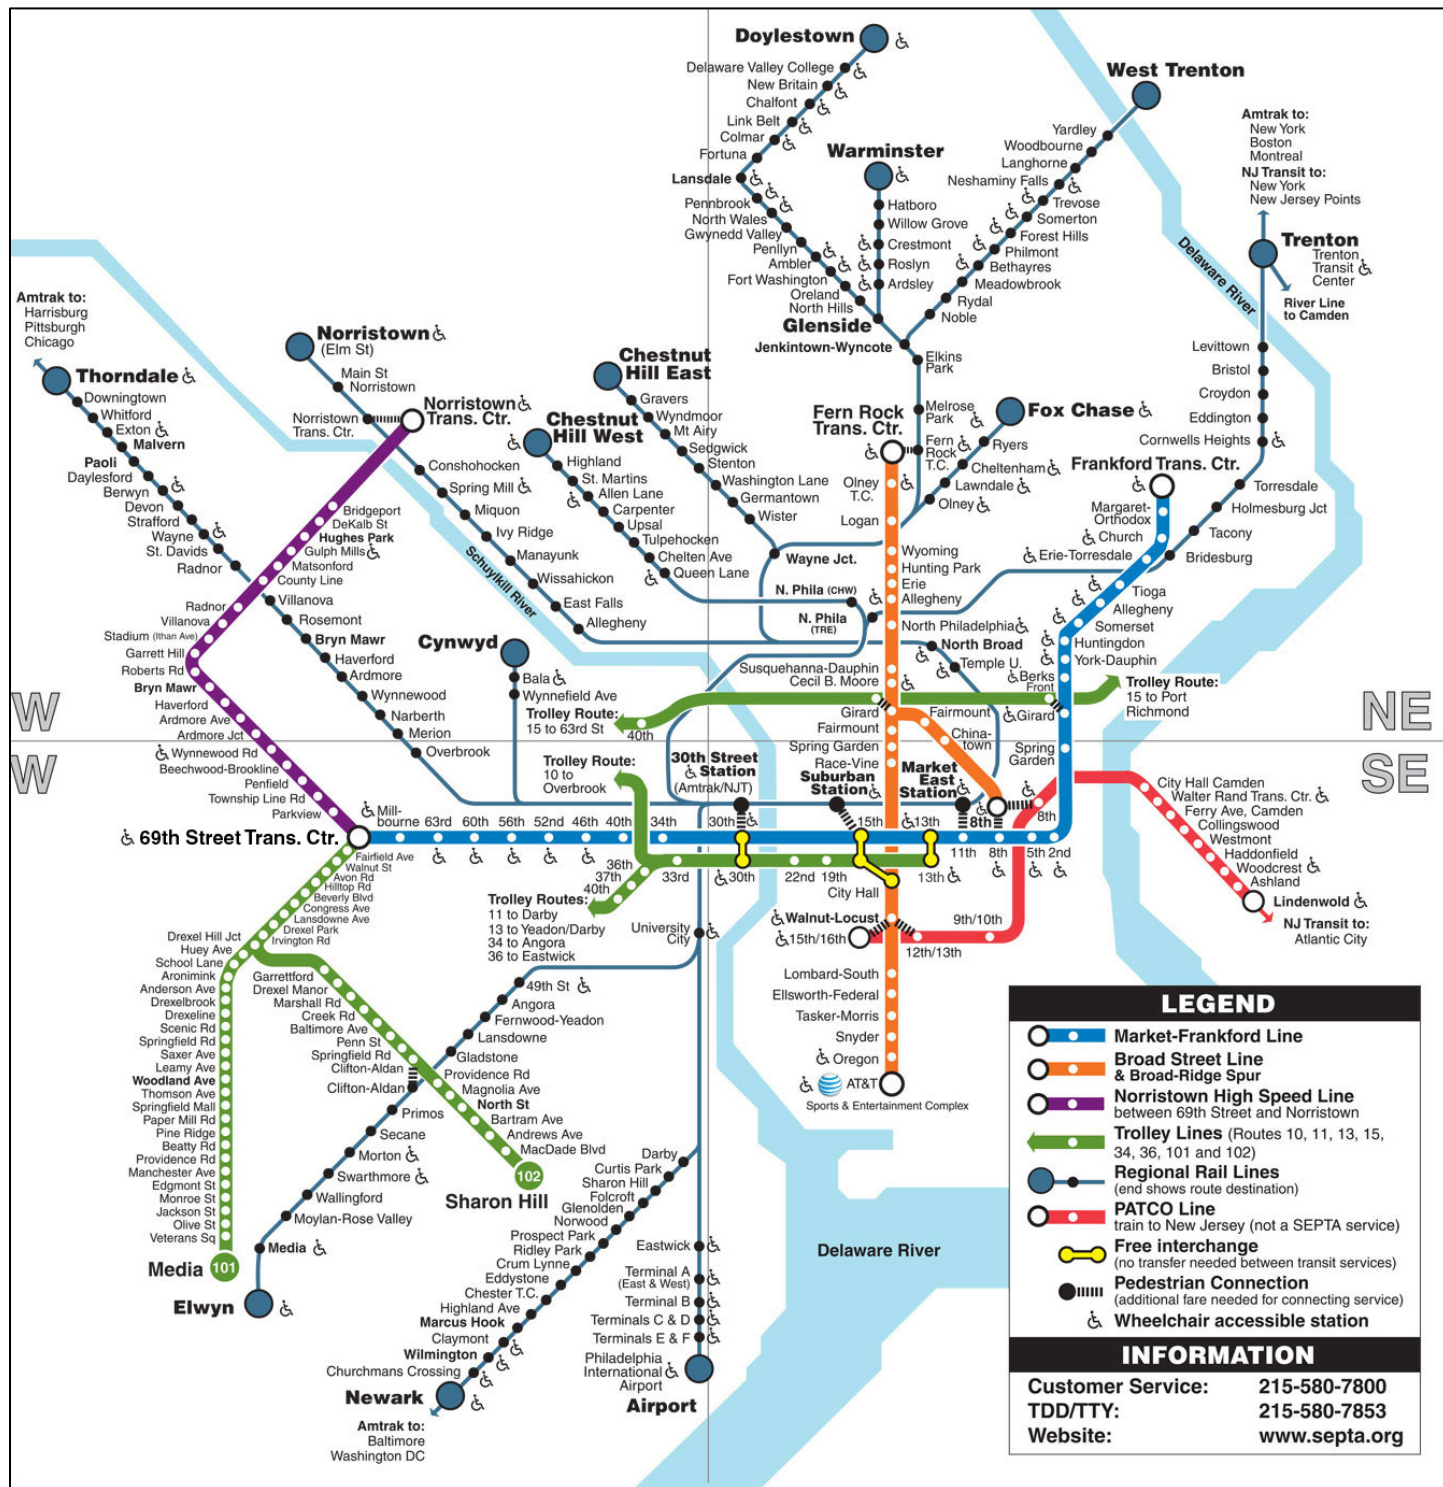 Doylestown
Delaware Valley College
New Britain
Chalfont
Link Belt
Colmar
Fortuna
Lansdale
Pennbrook
North Wales
Gwynedd Valley
Penllyn
Ambler
Fort Washington
Oreland
North Hills
Glenside
Jenkintown-Wyncote
Warminster
Hatboro
Willow Grove
Crestmont
Roslyn
Ardsley
West Trenton
Yardley
Woodbourne
Langhorne
Neshaminy Falls
Trevose
Somerton
Forest Hills
Philmont
Bethayres
Meadowbrook
Rydal
Noble
Elkins
Park
Melrose
Park
Fern
Rock
T.C.
Amtrak to:
New York
Boston
Montreal
NJ Transit to:
New York
New Jersey Points
Trenton
Trenton
Transit
Center
River Line
to Camden
Delaware River
Levittown
Bristol
Croydon
Eddington
Cornwells Heights
Torresdale
Holmesburg Jct
Tacony
Bridesburg
Amtrak to:
Harrisburg
Pittsburgh
Chicago
Thorndale
Downingtown
Whitford
Exton
Malvern
Paoli
Daylesford
Berwyn
Devon
Strafford
Wayne
St. Davids
Radnor
Villanova
Rosemont
Bryn Mawr
Haverford
Ardmore
Wynnewood
Narberth
Merion
Overbrook
Norristown
(Elm St)
Main St
Norristown
Norristown
Trans. Ctr.
Norristown
Trans. Ctr.
Conshohocken
Spring Mill
Miquon
Ivy Ridge
Manayunk
Wissahickon
East Falls
Allegheny
Schuylkill River
Chestnut
Hill East
Gravers
Wyndmoor
Mt Airy
Sedgwick
Stenton
Washington Lane
Germantown
Wister
Wayne Jct.
Chestnut
Hill West
Highland
St. Martins
Allen Lane
Carpenter
Upsal
Tulpehocken
Chelten Ave
Queen Lane
N. Phila (CHW)
N. Phila
(TRE)
North Broad
Temple U.
Fox Chase
Ryers
Cheltenham
Lawndale
Olney
Fern Rock
Trans. Ctr.
Olney
T.C.
Logan
Wyoming
Hunting Park
Erie
Allegheny
North Philadelphia
Susquehanna-Dauphin
Cecil B. Moore
Girard
Fairmount
Spring Garden
Race-Vine
Fairmount
China-
town
Frankford Trans. Ctr.
Margaret-
Orthodox
Church
Erie-Torresdale
Tioga
Allegheny
Somerset
Huntingdon
York-Dauphin
Berks
Front
Girard
Spring
Garden
Trolley Route:
15 to Port
Richmond
Trolley Route:
15 to 63rd St
40th
Bridgeport
DeKalb St
Hughes Park
Gulph Mills
Matsonford
County Line
Radnor
Villanova
Stadium (Ithan Ave)
Garrett Hill
Roberts Rd
Bryn Mawr
Haverford
Ardmore Ave
Ardmore Jct
Wynnewood Rd
Beechwood-Brookline
Penfield
Township Line Rd
Parkview
Cynwyd
Bala
Wynnefield Ave
W
NE
W
SE
Trolley Route:
10 to
Overbrook
30th Street
Station
(Amtrak/NJT)
Suburban
Station
Market
East
Station
8th
8th
69th Street Trans. Ctr.
Mill-
bourne
63rd
60th
56th
52nd
46th
40th
34th
30th
15th
13th
11th
8th
5th
2nd
36th
37th
40th
33rd
30th
22nd
19th
City Hall
13th
Trolley Routes:
11 to Darby
13 to Yeadon/Darby
34 to Angora
36 to Eastwick
City Hall Camden
Walter Rand Trans. Ctr.
Ferry Ave, Camden
Collingswood
Westmont
Haddonfield
Woodcrest
Ashland
Lindenwold
NJ Transit to:
Atlantic City
Walnut-Locust
15th/16th
12th/13th
9th/10th
Lombard-South
Ellsworth-Federal
Tasker-Morris
Snyder
Oregon
AT&T
Sports & Entertainment Complex
Fairfield Ave
Walnut St
Avon Rd
Hilltop Rd
Beverly Blvd
Congress Ave
Lansdowne Ave
Drexel Park
Irvington Rd
Drexel Hill Jct
Huey Ave
School Lane
Aronimink
Anderson Ave
Drexelbrook
Drexeline
Scenic Rd
Springfield Rd
Saxer Ave
Leamy Ave
Woodland Ave
Thomson Ave
Springfield Mall
Paper Mill Rd
Pine Ridge
Beatty Rd
Providence Rd
Manchester Ave
Edgmont St
Monroe St
Jackson St
Olive St
Veterans Sq
Media
101
Garrettford
Drexel Manor
Marshall Rd
Creek Rd
Baltimore Ave
Penn St
Springfield Rd
Clifton-Aldan
Providence Rd
Magnolia Ave
North St
Bartram Ave
Andrews Ave
MacDade Blvd
102
Sharon Hill
University
City
49th St
Angora
Fernwood-Yeadon
Lansdowne
Gladstone
Clifton-Aldan
Primos
Secane
Morton
Swarthmore
Wallingford
Moylan-Rose Valley
Media
Elwyn
Darby
Curtis Park
Sharon Hill
Folcroft
Glenolden
Norwood
Prospect Park
Ridley Park
Crum Lynne
Eddystone
Chester T.C.
Highland Ave
Marcus Hook
Claymont
Wilmington
Churchmans Crossing
Newark
Amtrak to:
Baltimore
Washington DC
Eastwick
Terminal A
(East & West)
Terminal B
Terminals C & D
Terminals E & F
Philadelphia
International
Airport
Airport
Delaware River
LEGEND
Market-Frankford Line
Broad Street Line
& Broad-Ridge Spur
Norristown High Speed Line
between 69th Street and Norristown
Trolley Lines (Routes 10, 11, 13, 15,
34, 36, 101 and 102)
Regional Rail Lines
(end shows route destination)
PATCO Line
train to New Jersey (not a SEPTA service)
Free interchange
(no transfer needed between transit services)
Pedestrian Connection
(additional fare needed for connecting service)
Wheelchair accessible station
INFORMATION
Customer Service: 215-580-7800
TDD/TTY: 215-580-7853
Website: www.septa.org